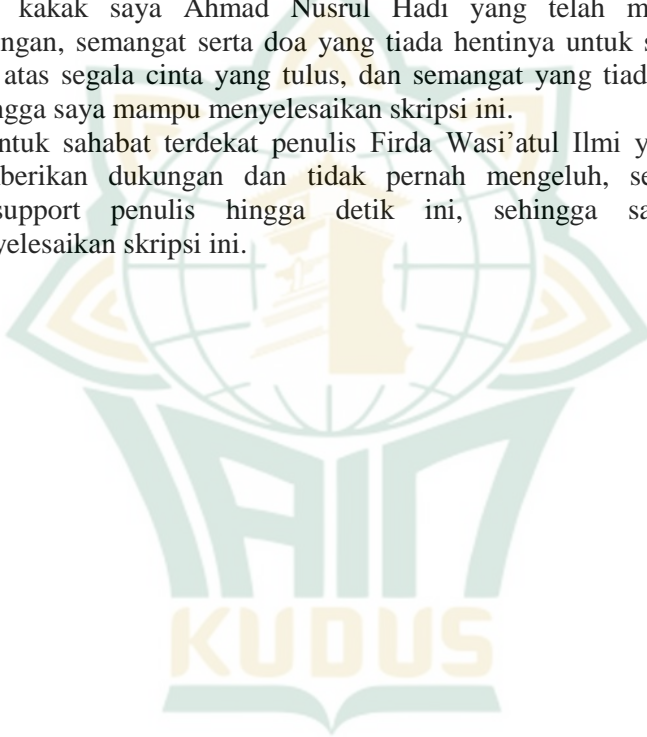 kakak saya Ahmad Nusrul Hadi yang telah m
ngan, semangat serta doa yang tiada hentinya untuk s
atas segala cinta yang tulus, dan semangat yang tiad
ngga saya mampu menyelesaikan skripsi ini.
ntuk sahabat terdekat penulis Firda Wasi’atul Ilmi y
berikan dukungan dan tidak pernah mengeluh, se
support penulis hingga detik ini, sehingga sa
yelesaikan skripsi ini.
IAIN
KUDUS